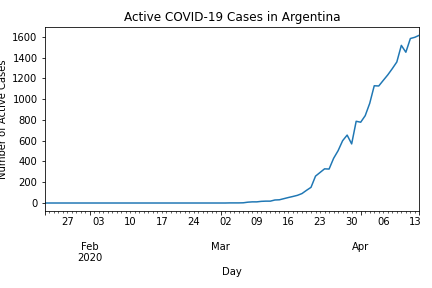 Active COVID-19 Cases in Argentina
Number of Active Cases
1600
1400
1200
1000
800
600
400
200
0
27 03 10 17 24 02 09 16 23 30 06 13
Feb Mar Apr
2020
Day